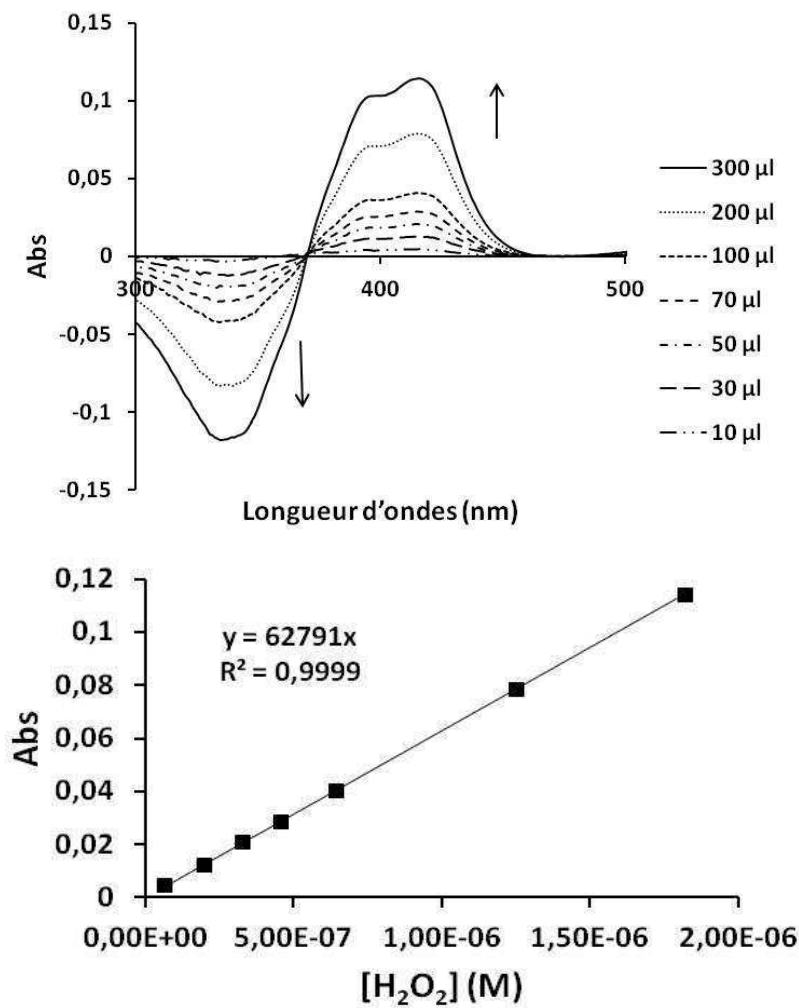 0,15
0,1
0,05
0
-0,05
-0,1
-0,15
Abs
300
400
500
Longueur d'ondes (nm)
300 µl
200 µl
100 µl
70 µl
50 µl
30 µl
10 µl
0,12
0,1
0,08
0,06
0,04
0,02
0
Abs
y = 62791x
R² = 0,9999
0,00E+00
5,00E-07
1,00E-06
1,50E-06
2,00E-06
[H₂O₂] (M)